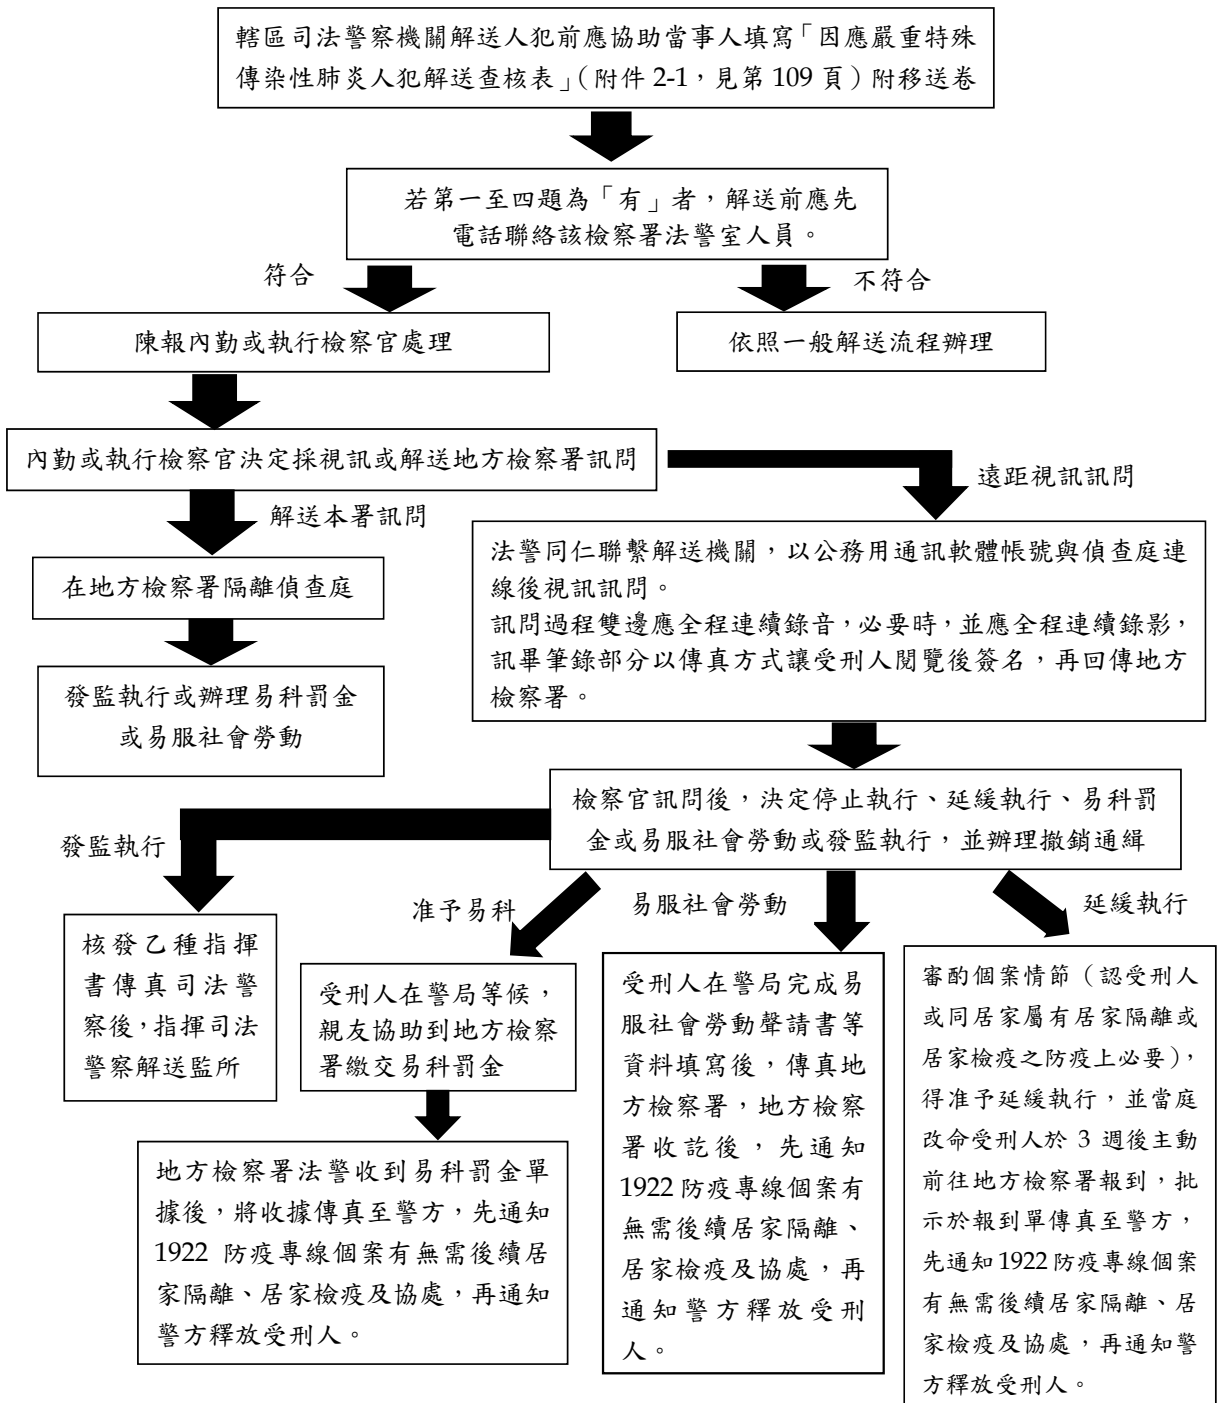 轄區司法警察機關解送人犯前應協助當事人填寫「因應嚴重特殊
傳染性肺炎人犯解送查核表」（附件 2-1，見第 109 頁）附移送卷
若第一至四題為「有」者，解送前應先
電話聯絡該檢察署法警室人員。
符合
不符合
陳報內勤或執行檢察官處理
依照一般解送流程辦理
內勤或執行檢察官決定採視訊或解送地方檢察署訊問
遠距視訊訊問
解送本署訊問
在地方檢察署隔離偵查庭
發監執行或辦理易科罰金
或易服社會勞動
法警同仁聯繫解送機關，以公務用通訊軟體帳號與偵查庭連
線後視訊訊問。
訊問過程雙邊應全程連續錄音，必要時，並應全程連續錄影，
訊畢筆錄部分以傳真方式讓受刑人閱覽後簽名，再回傳地方
檢察署。
檢察官訊問後，決定停止執行、延緩執行、易科罰
金或易服社會勞動或發監執行，並辦理撤銷通緝
發監執行
准予易科
易服社會勞動
延緩執行
核發乙種指揮
書傳真司法警
察後，指揮司法
警察解送監所
受刑人在警局等候，
親友協助到地方檢察
署繳交易科罰金
地方檢察署法警收到易科罰金單
據後，將收據傳真至警方，先通知
1922 防疫專線個案有無需後續居
家隔離、居家檢疫及協處，再通知
警方釋放受刑人。
受刑人在警局完成易
服社會勞動聲請書等
資料填寫後，傳真地
方檢察署，地方檢察
署收訖後，先通知
1922 防疫專線個案有
無需後續居家隔離、
居家檢疫及協處，再
通知警方釋放受刑
人。
審酌個案情節（認受刑人
或同居家屬有居家隔離或
居家檢疫之防疫上必要），
得准予延緩執行，並當庭
改命受刑人於 3 週後主動
前往地方檢察署報到，批
示於報到單傳真至警方，
先通知 1922 防疫專線個案
有無需後續居家隔離、居
家檢疫及協處，再通知警
方釋放受刑人。